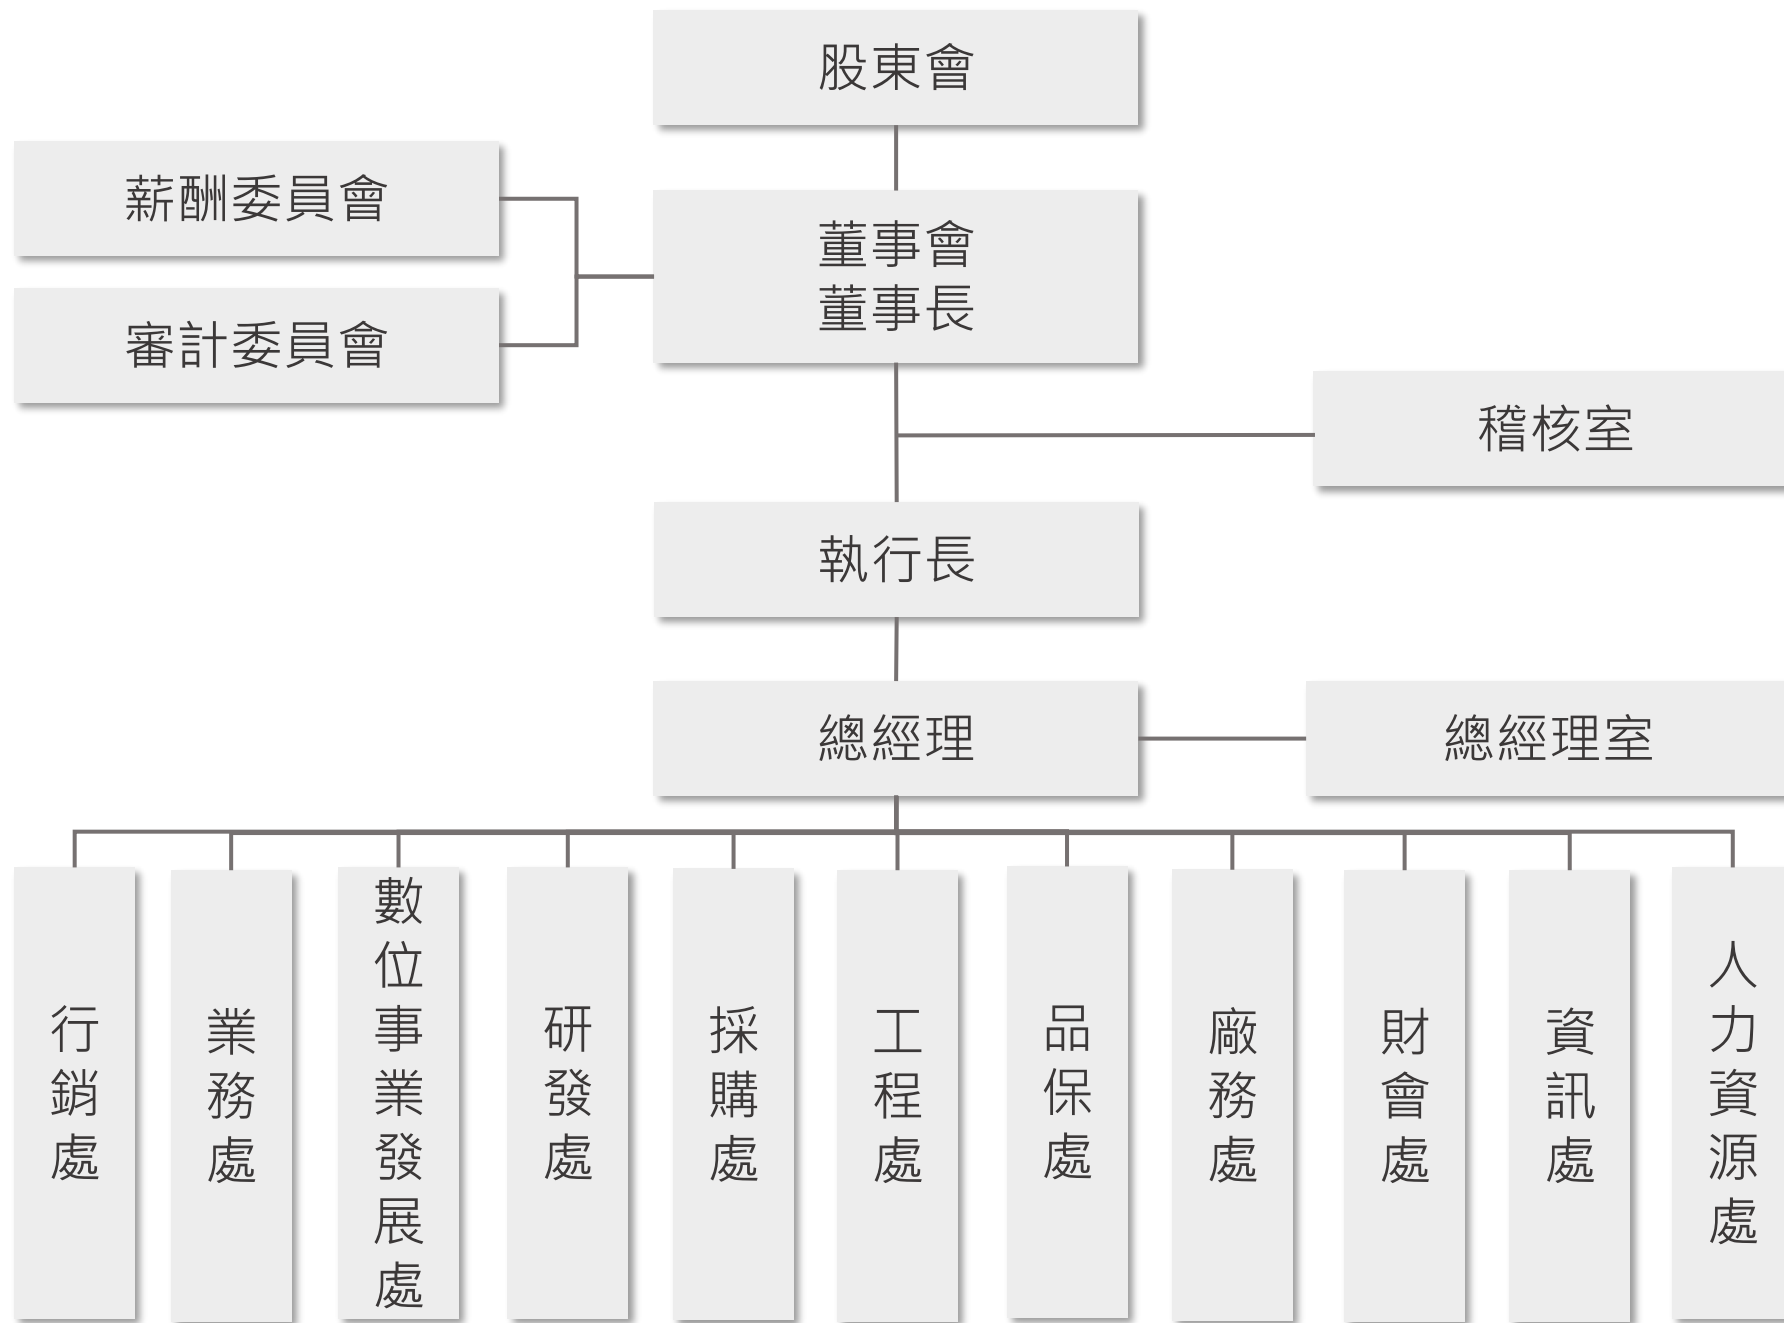 股東會
薪酬委員會
董事會
董事長
審計委員會
稽核室
執行長
總經理
總經理室
行銷處
業務處
數位事業發展處
研發處
採購處
工程處
品保處
廠務處
財會處
資訊處
人力資源處